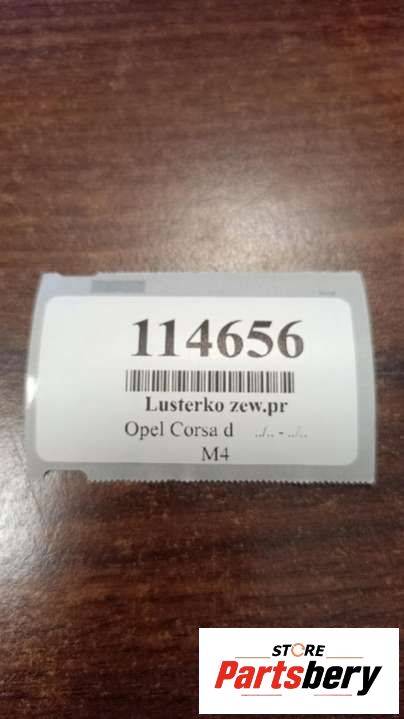 114656
Lusterko zew.pr
Opel Corsa d ../.. - ../..
M4
STORE
Partsbery